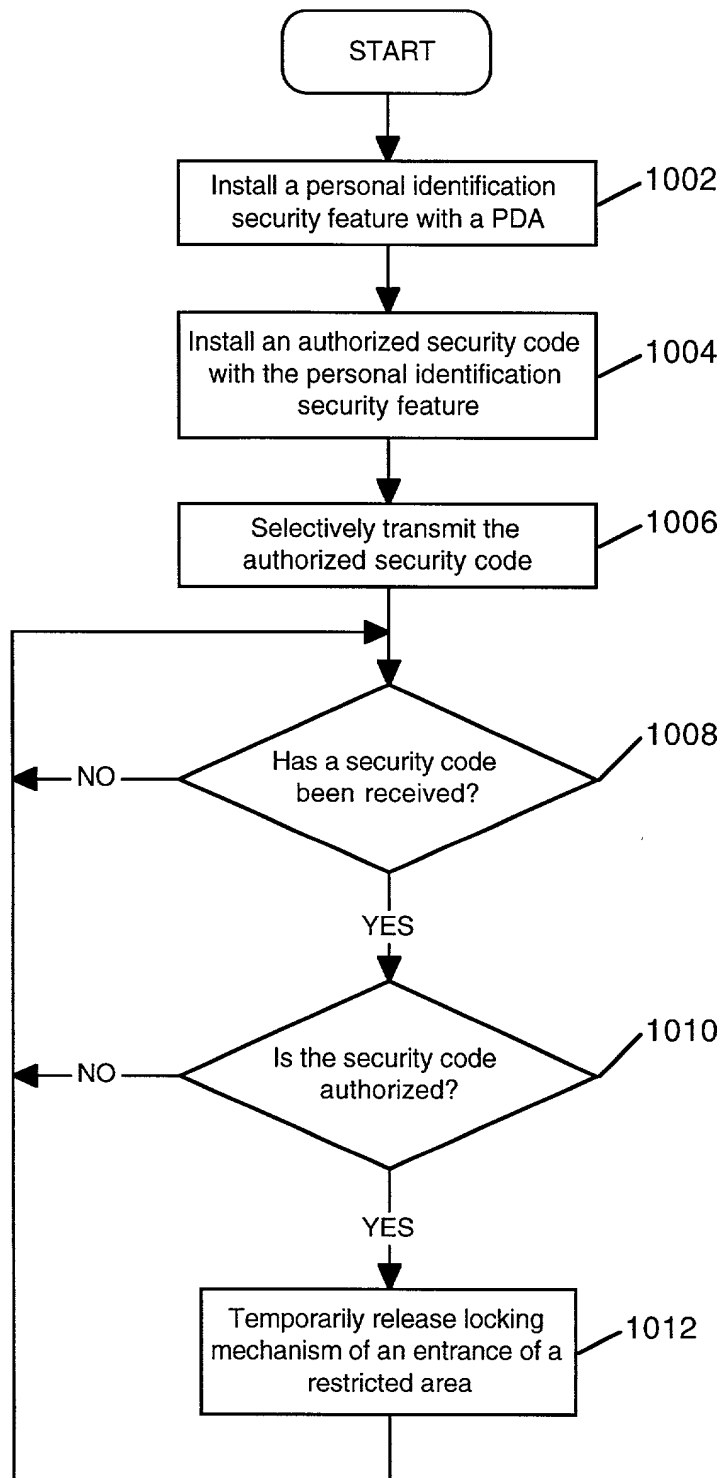 START
Install a personal identification
security feature with a PDA
1002
Install an authorized security code
with the personal identification
security feature
1004
Selectively transmit the
authorized security code
1006
Has a security code
been received?
1008
NO
YES
Is the security code
authorized?
1010
NO
YES
Temporarily release locking
mechanism of an entrance of a
restricted area
1012